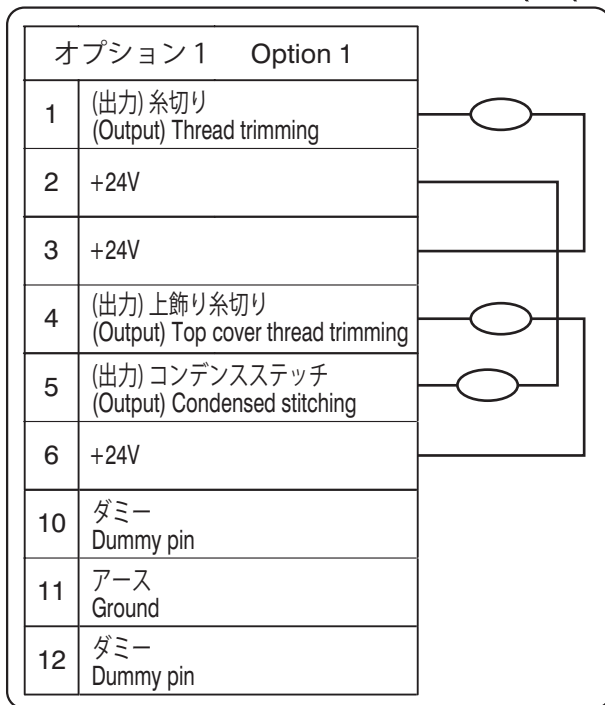 オプション1 Option 1
1 (出力) 糸切り
(Output) Thread trimming
2 +24V
3 +24V
4 (出力) 上飾り糸切り
(Output) Top cover thread trimming
5 (出力) コンデンスステッチ
(Output) Condensed stitching
6 +24V
10 ダミー
Dummy pin
11 アース
Ground
12 ダミー
Dummy pin